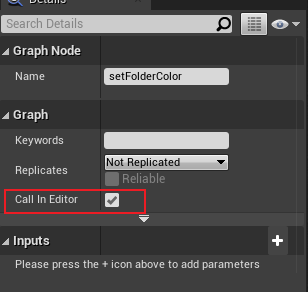 Details
Search Details
Graph Node
Name setFolderColor
Graph
Keywords
Replicates Not Replicated
Reliable
Call In Editor
Inputs
Please press the + icon above to add parameters